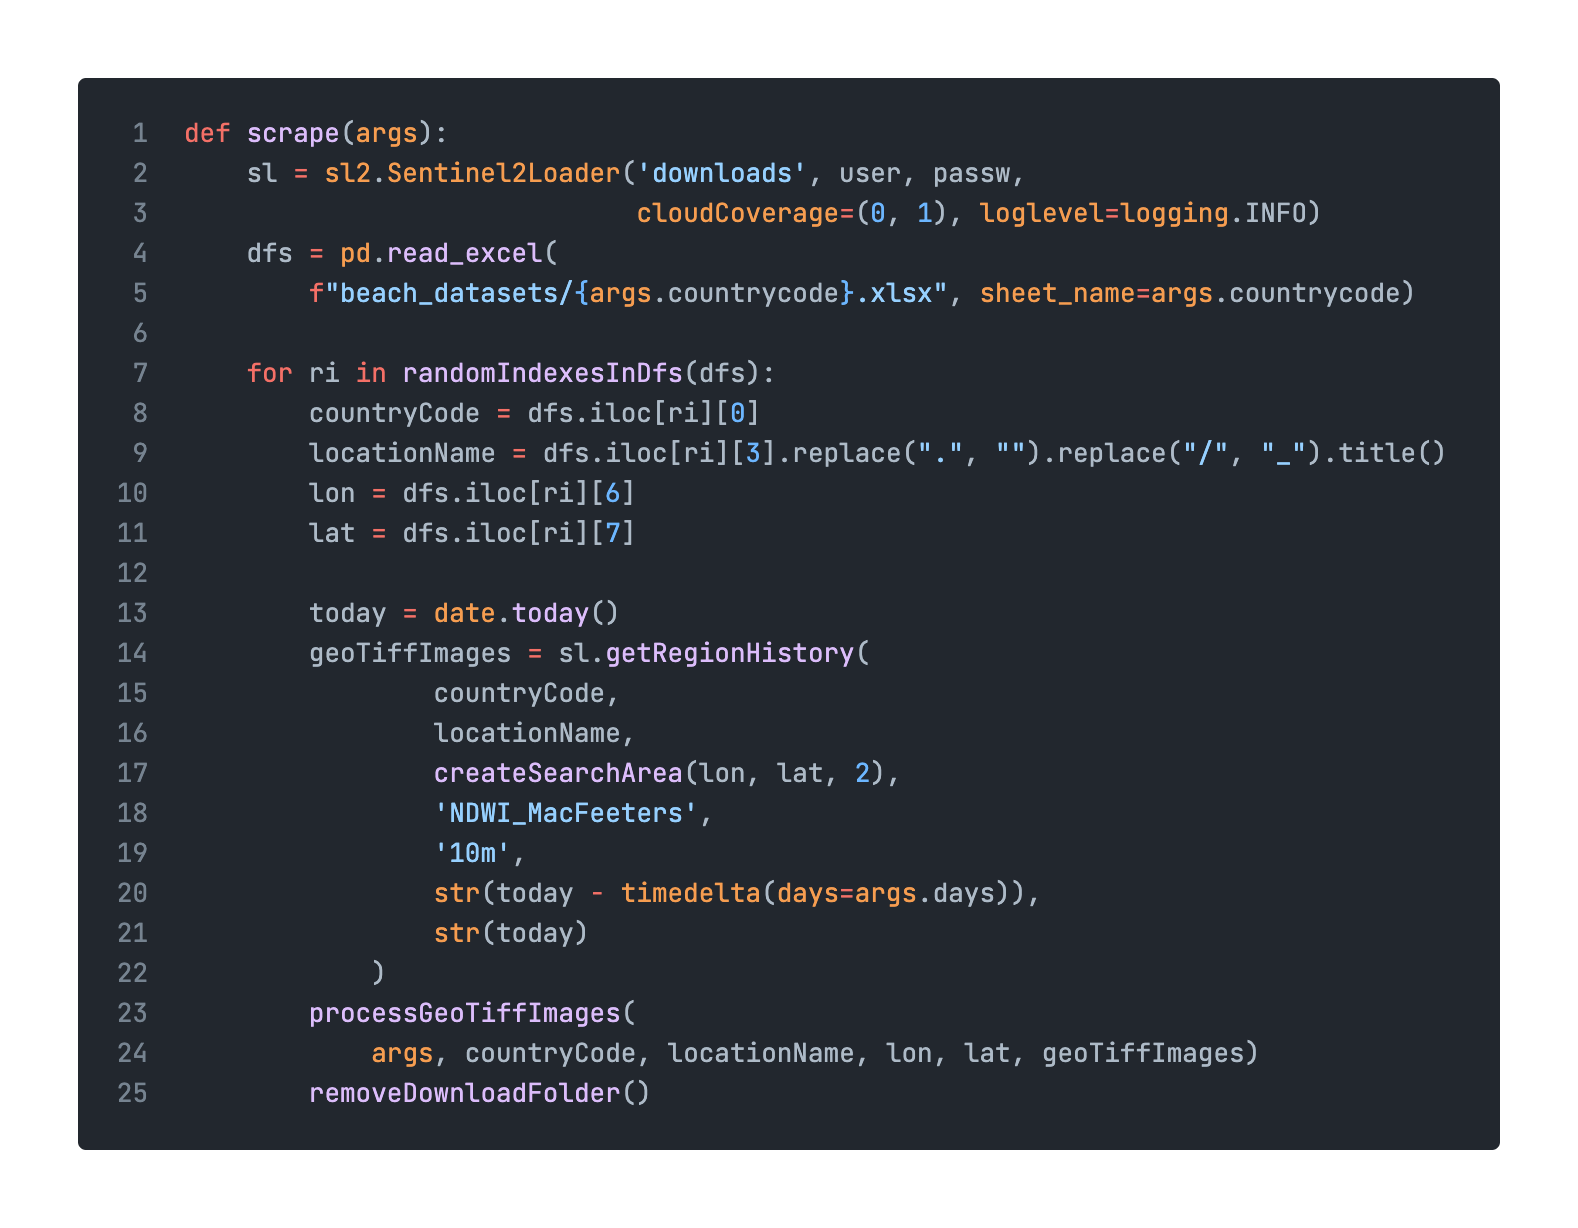 1 def scrape(args):
2     sl = sl2.Sentinel2Loader('downloads', user, passw,
3                              cloudCoverage=(0, 1), loglevel=logging.INFO)
4     dfs = pd.read_excel(
5         f"beach_datasets/{args.countrycode}.xlsx", sheet_name=args.countrycode)
6
7     for ri in randomIndexesInDfs(dfs):
8         countryCode = dfs.iloc[ri][0]
9         locationName = dfs.iloc[ri][3].replace(".", "").replace("/", "_").title()
10         lon = dfs.iloc[ri][6]
11         lat = dfs.iloc[ri][7]
12
13         today = date.today()
14         geoTiffImages = sl.getRegionHistory(
15                 countryCode,
16                 locationName,
17                 createSearchArea(lon, lat, 2),
18                 'NDWI_MacFeeters',
19                 '10m',
20                 str(today - timedelta(days=args.days)),
21                 str(today)
22             )
23         processGeoTiffImages(
24             args, countryCode, locationName, lon, lat, geoTiffImages)
25         removeDownloadFolder()